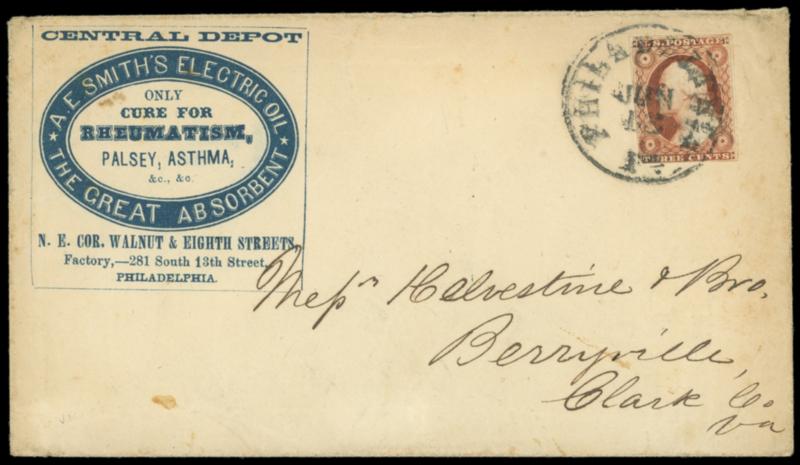 CENTRAL DEPOT
A. E. SMITH'S ELECTRIC OIL
ONLY
CURE FOR
RHEUMATISM,
PALSEY, ASTHMA,
&c., &c.
THE GREAT ABSORBENT
N. E. COR. WALNUT & EIGHTH STREETS,
Factory,—281 South 13th Street,
PHILADELPHIA.
U.S. POSTAGE
THREE CENTS
JUN
Messrs Helvestine & Bro.
Berryville,
Clark Co
Va